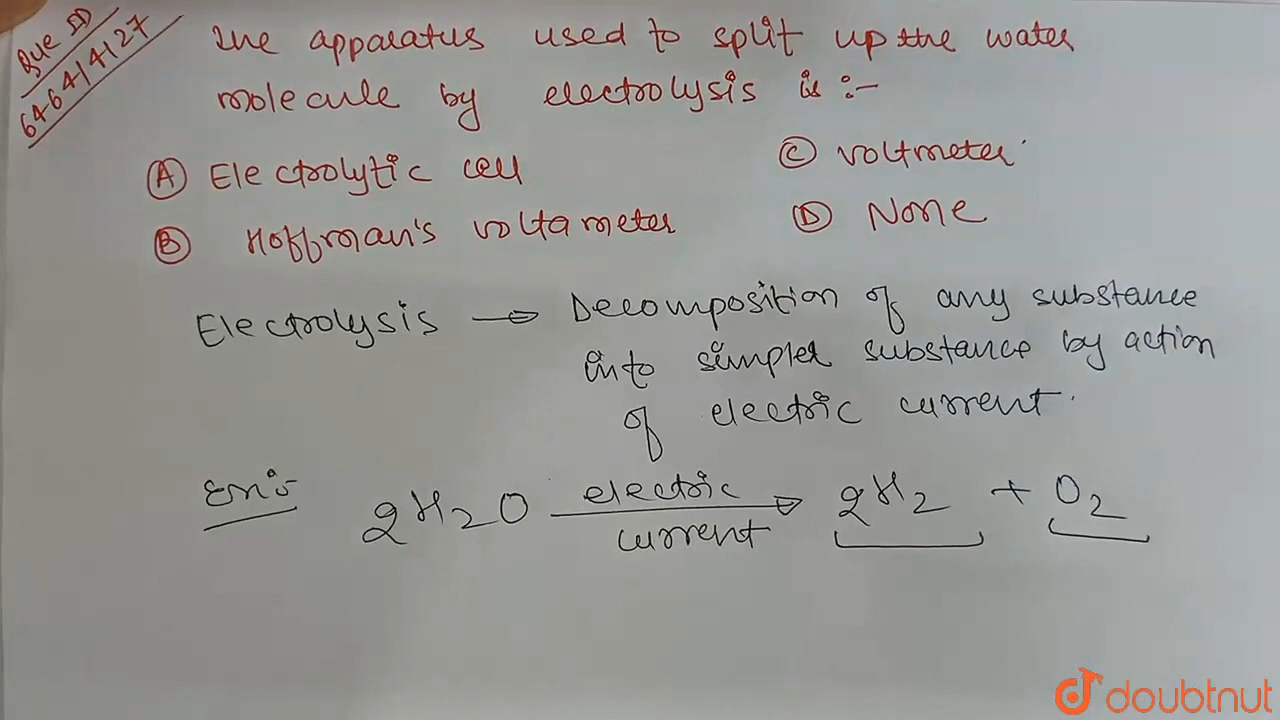 Que ID
646414127
The apparatus used to split up the water
molecule by electrolysis is :-
(A) Electrolytic cell
(C) voltmeter
(B) Hoffman's voltameter
(D) None
Electrolysis → Decomposition of any substance
into simpler substance by action
of electric current.
Ex:
2H₂O electric current → 2H₂ + O₂
doubtnut